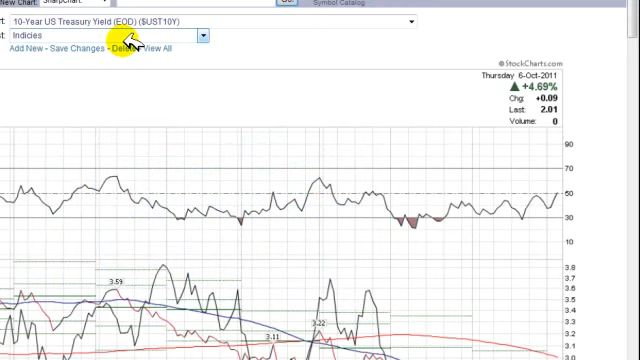 New Chart: SharpChart
Go!
Symbol Catalog
10-Year US Treasury Yield (EOD) ($UST10Y)
Indicies
Add New - Save Changes - Delete - View All
© StockCharts.com
Thursday 6-Oct-2011
+4.69%
Chg: +0.09
Last: 2.01
Volume: 0
90
70
50
30
10
3.8
3.7
3.6
3.59
3.5
3.4
3.3
3.22
3.2
3.11
3.1